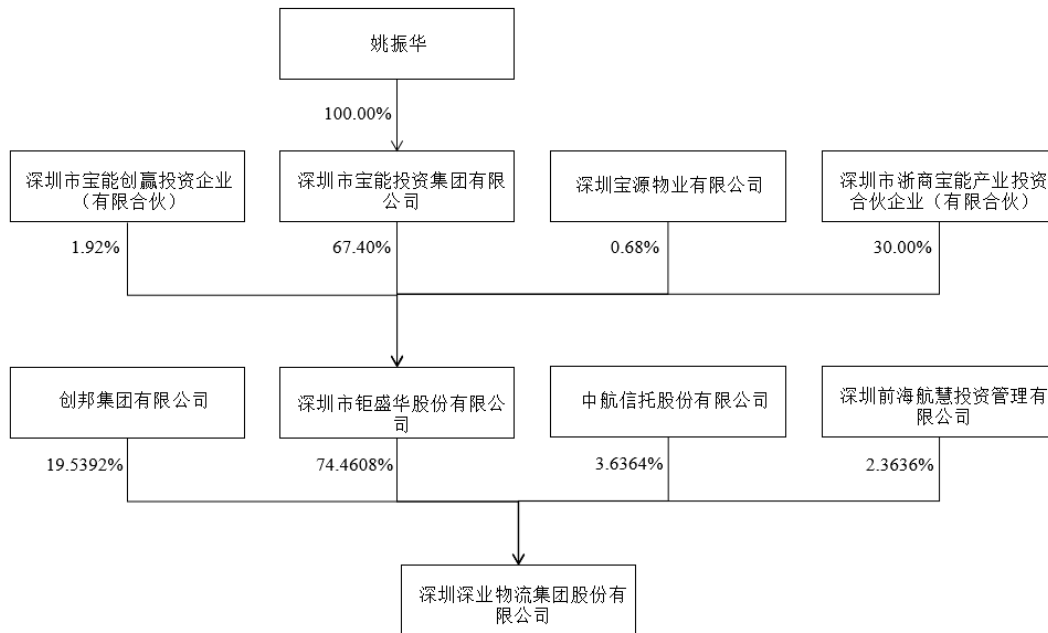 姚振华
100.00%
深圳市宝能创赢投资企业
（有限合伙）
深圳市宝能投资集团有限
公司
深圳宝源物业有限公司
深圳市浙商宝能产业投资
合伙企业（有限合伙）
1.92%
67.40%
0.68%
30.00%
创邦集团有限公司
深圳市钜盛华股份有限公
司
中航信托股份有限公司
深圳前海航慧投资管理有
限公司
19.5392%
74.4608%
3.6364%
2.3636%
深圳深业物流集团股份有
限公司